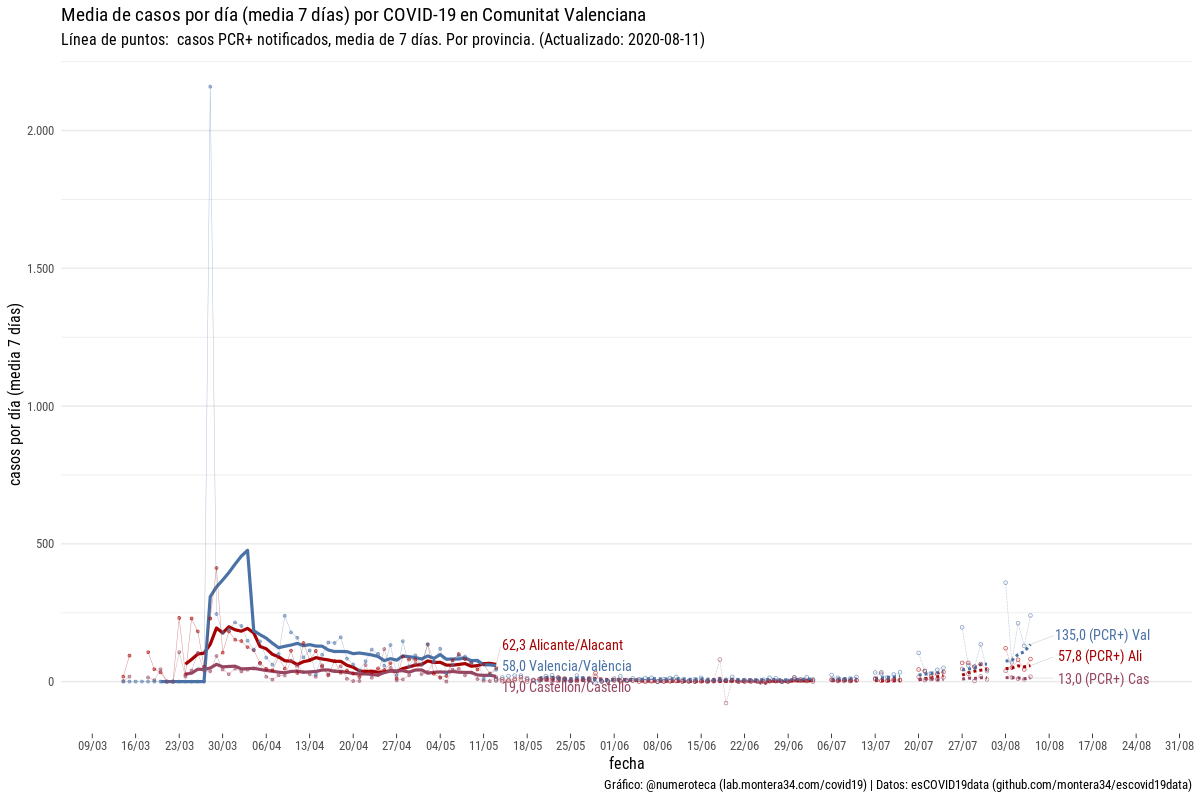 Media de casos por día (media 7 días) por COVID-19 en Comunitat Valenciana
Línea de puntos:  casos PCR+ notificados, media de 7 días. Por provincia. (Actualizado: 2020-08-11)
casos por día (media 7 días)
2.000
1.500
1.000
500
0
62,3 Alicante/Alacant
58,0 Valencia/València
19,0 Castellón/Castelló
135,0 (PCR+) Val
57,8 (PCR+) Ali
13,0 (PCR+) Cas
09/03 16/03 23/03 30/03 06/04 13/04 20/04 27/04 04/05 11/05 18/05 25/05 01/06 08/06 15/06 22/06 29/06 06/07 13/07 20/07 27/07 03/08 10/08 17/08 24/08 31/08
fecha
Gráfico: @numeroteca (lab.montera34.com/covid19) | Datos: esCOVID19data (github.com/montera34/escovid19data)